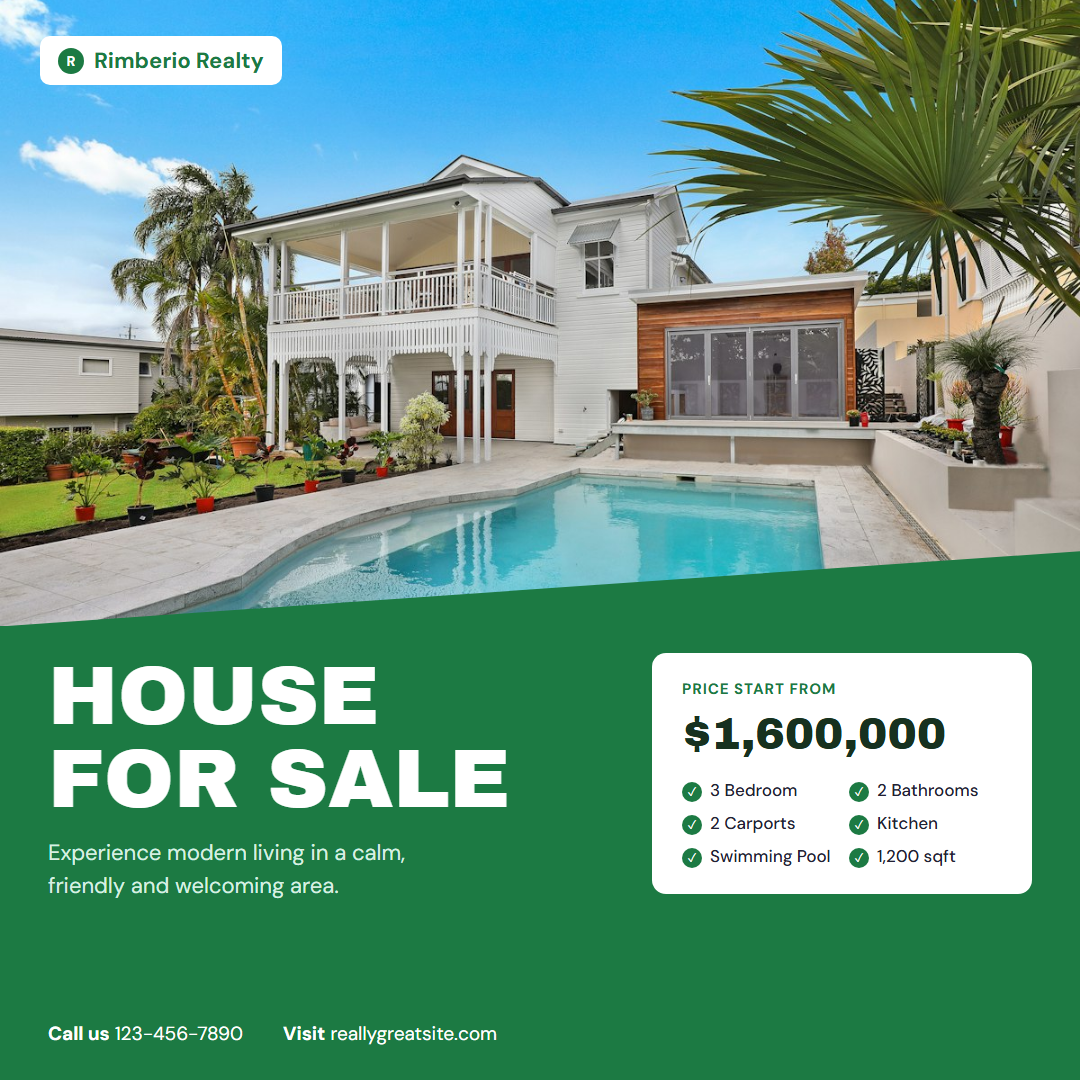 R Rimberio Realty
HOUSE
FOR SALE
Experience modern living in a calm,
friendly and welcoming area.
PRICE START FROM
$1,600,000
3 Bedroom
2 Bathrooms
2 Carports
Kitchen
Swimming Pool
1,200 sqft
Call us 123-456-7890
Visit reallygreatsite.com